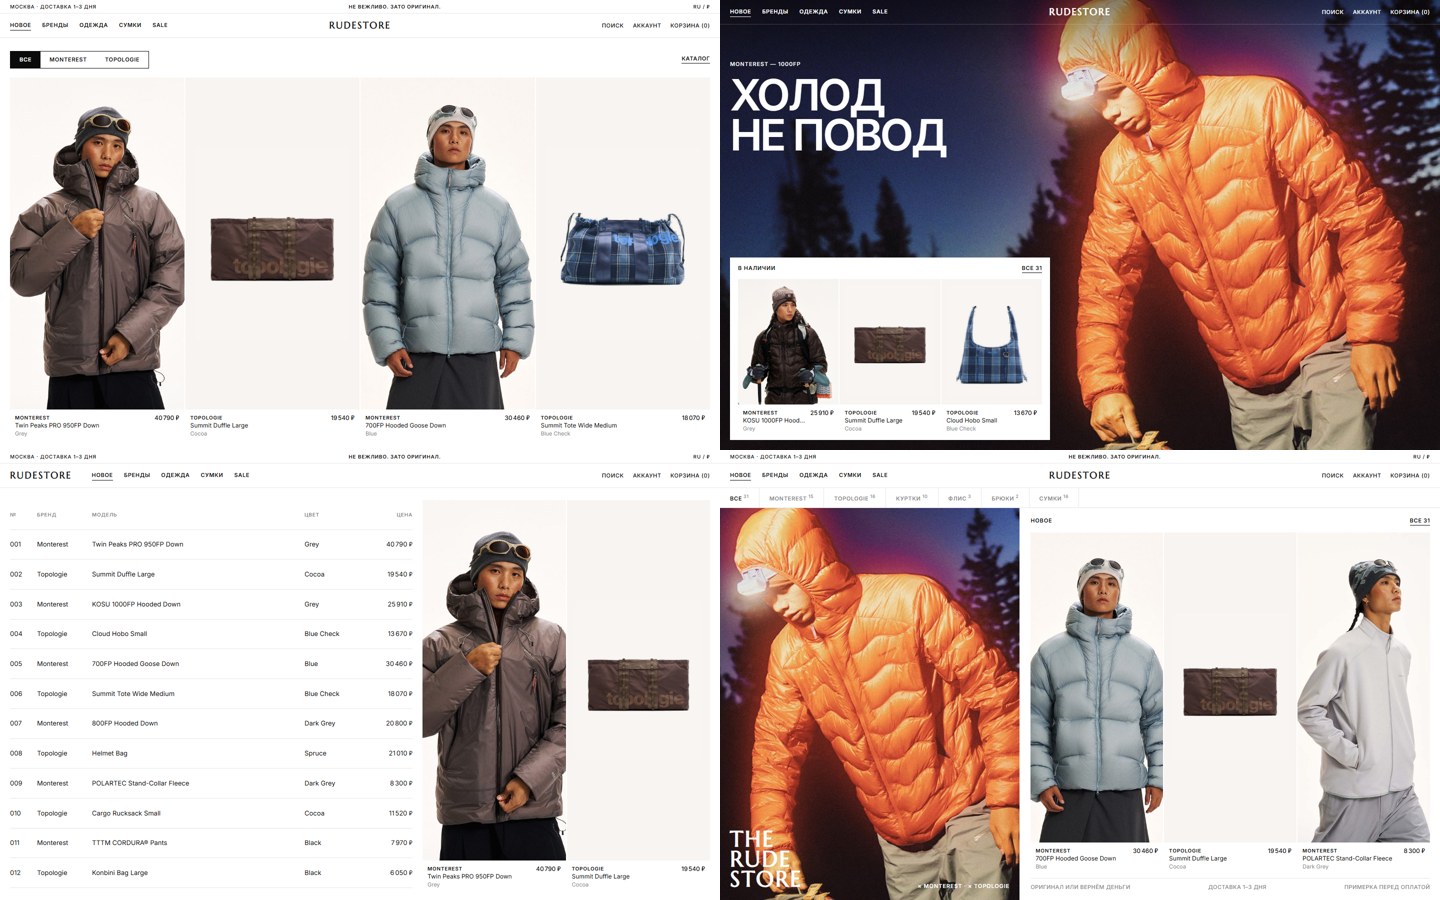 МОСКВА · ДОСТАВКА 1–3 ДНЯ
НЕ ВЕЖЛИВО. ЗАТО ОРИГИНАЛ.
RU / ₽
НОВОЕ БРЕНДЫ ОДЕЖДА СУМКИ SALE
RUDESTORE
ПОИСК АККАУНТ КОРЗИНА (0)
ВСЕ MONTEREST TOPOLOGIE
КАТАЛОГ
topologie
topologie
MONTEREST 40 790 ₽
Twin Peaks PRO 950FP Down
Grey
TOPOLOGIE 19 540 ₽
Summit Duffle Large
Cocoa
MONTEREST 30 460 ₽
700FP Hooded Goose Down
Blue
TOPOLOGIE 18 070 ₽
Summit Tote Wide Medium
Blue Check
НОВОЕ БРЕНДЫ ОДЕЖДА СУМКИ SALE
RUDESTORE
ПОИСК АККАУНТ КОРЗИНА (0)
MONTEREST — 1000FP
ХОЛОД
НЕ ПОВОД
В НАЛИЧИИ
ВСЕ 31
topologie
MONTEREST 25 910 ₽
KOSU 1000FP Hood...
Grey
TOPOLOGIE 19 540 ₽
Summit Duffle Large
Cocoa
TOPOLOGIE 13 670 ₽
Cloud Hobo Small
Blue Check
МОСКВА · ДОСТАВКА 1–3 ДНЯ
НЕ ВЕЖЛИВО. ЗАТО ОРИГИНАЛ.
RU / ₽
RUDESTORE
НОВОЕ БРЕНДЫ ОДЕЖДА СУМКИ SALE
ПОИСК АККАУНТ КОРЗИНА (0)
№ БРЕНД МОДЕЛЬ ЦВЕТ ЦЕНА
001 Monterest Twin Peaks PRO 950FP Down Grey 40 790 ₽
002 Topologie Summit Duffle Large Cocoa 19 540 ₽
003 Monterest KOSU 1000FP Hooded Down Grey 25 910 ₽
004 Topologie Cloud Hobo Small Blue Check 13 670 ₽
005 Monterest 700FP Hooded Goose Down Blue 30 460 ₽
006 Topologie Summit Tote Wide Medium Blue Check 18 070 ₽
007 Monterest 800FP Hooded Down Dark Grey 20 800 ₽
008 Topologie Helmet Bag Spruce 21 010 ₽
009 Monterest POLARTEC Stand-Collar Fleece Dark Grey 8 300 ₽
010 Topologie Cargo Rucksack Small Cocoa 11 520 ₽
011 Monterest TTTM CORDURA® Pants Black 7 970 ₽
012 Topologie Konbini Bag Large Black 6 050 ₽
topologie
MONTEREST 40 790 ₽
Twin Peaks PRO 950FP Down
Grey
TOPOLOGIE 19 540 ₽
Summit Duffle Large
Cocoa
МОСКВА · ДОСТАВКА 1–3 ДНЯ
НЕ ВЕЖЛИВО. ЗАТО ОРИГИНАЛ.
RU / ₽
НОВОЕ БРЕНДЫ ОДЕЖДА СУМКИ SALE
RUDESTORE
ПОИСК АККАУНТ КОРЗИНА (0)
ВСЕ 31 MONTEREST 15 TOPOLOGIE 16 КУРТКИ 10 ФЛИС 3 БРЮКИ 2 СУМКИ 16
THE
RUDE
STORE
× MONTEREST × TOPOLOGIE
НОВОЕ
ВСЕ 31
topologie
MONTEREST 30 460 ₽
700FP Hooded Goose Down
Blue
TOPOLOGIE 19 540 ₽
Summit Duffle Large
Cocoa
MONTEREST 8 300 ₽
POLARTEC Stand-Collar Fleece
Dark Grey
ОРИГИНАЛ ИЛИ ВЕРНЁМ ДЕНЬГИ
ДОСТАВКА 1–3 ДНЯ
ПРИМЕРКА ПЕРЕД ОПЛАТОЙ